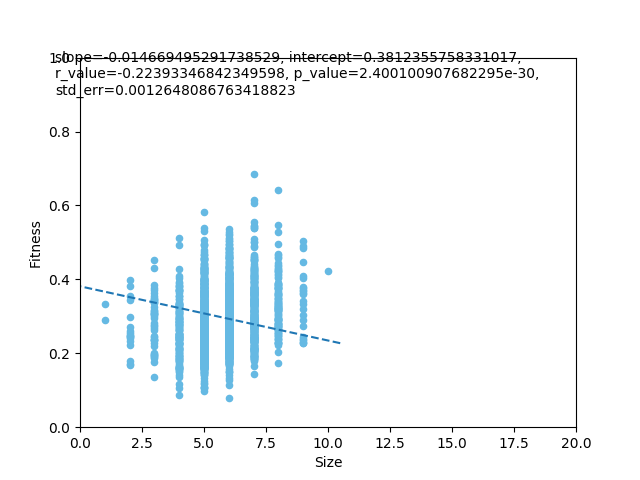 slope=-0.014669495291738529, intercept=0.3812355758331017,
r_value=-0.22393346842349598, p_value=2.400100907682295e-30,
std_err=0.0012648086763418823
1.0
0.8
0.6
0.4
0.2
0.0
Fitness
0.0 2.5 5.0 7.5 10.0 12.5 15.0 17.5 20.0
Size